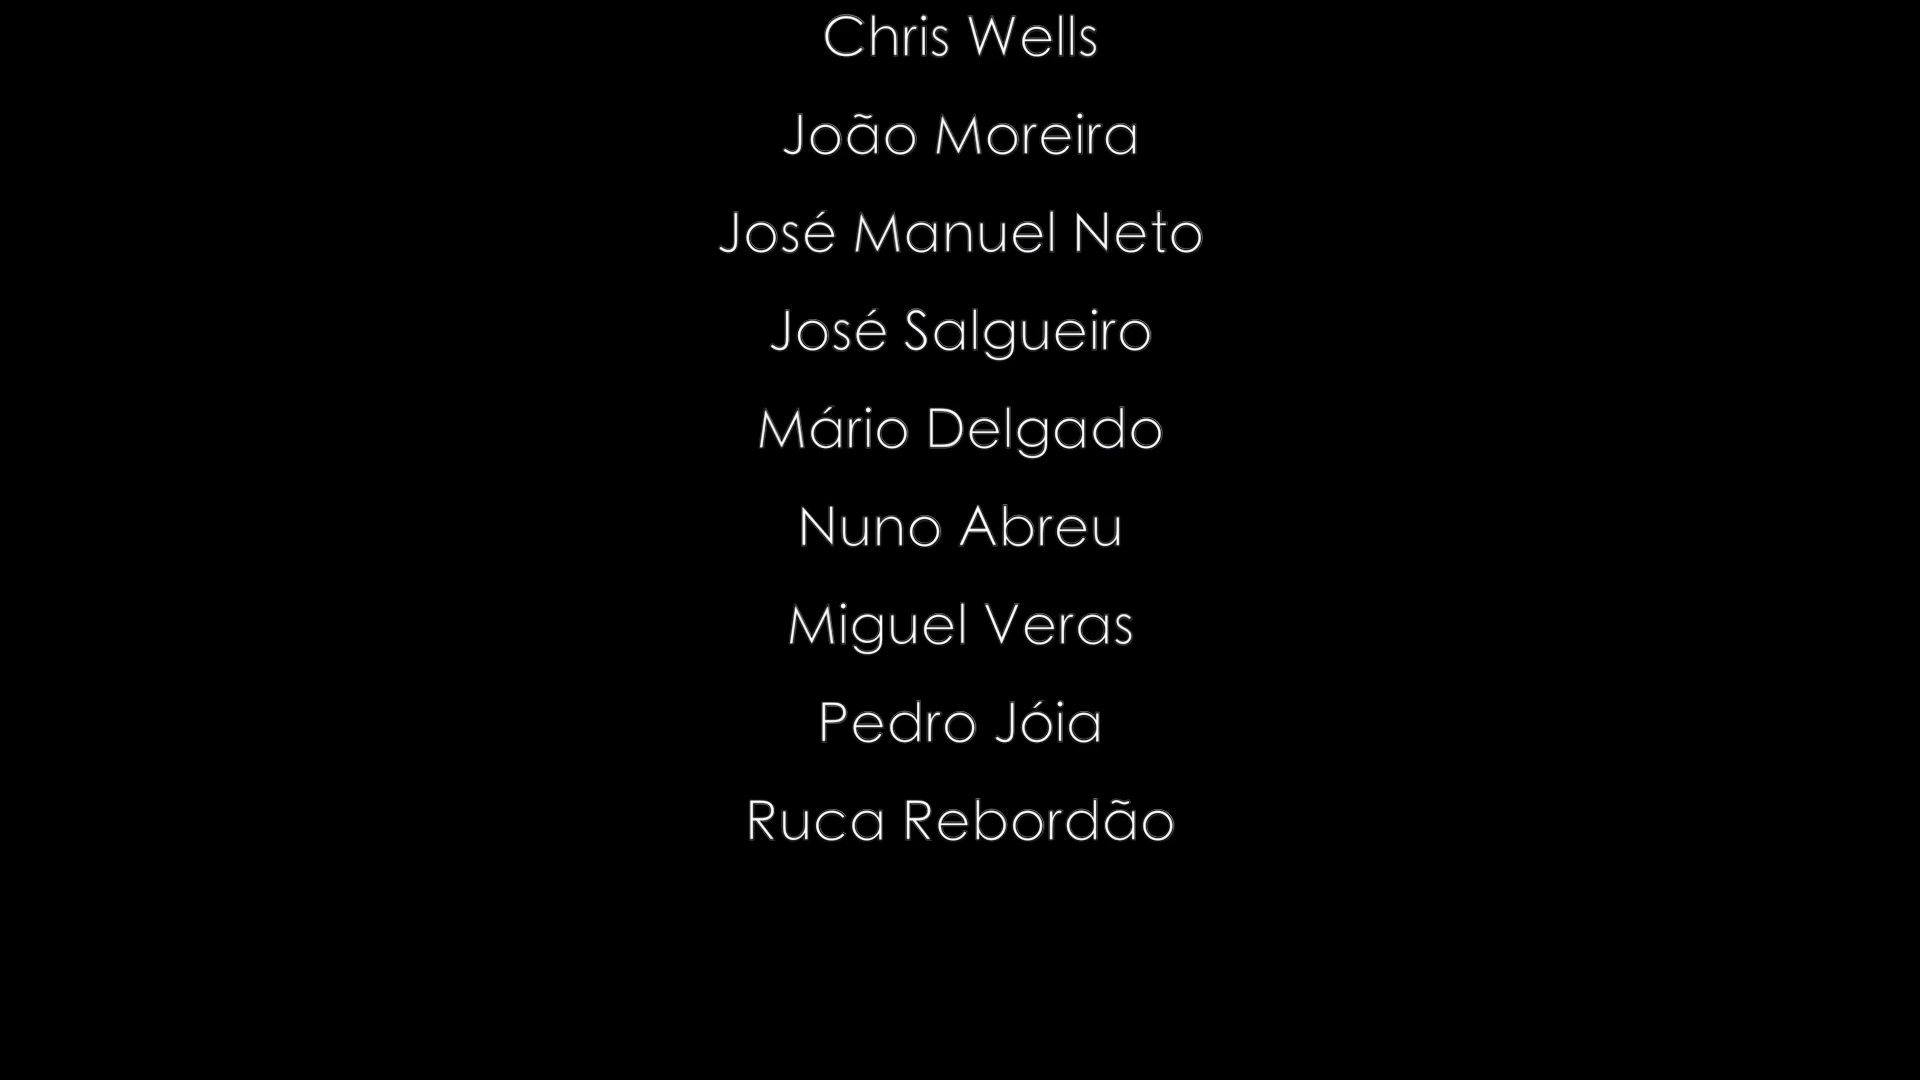 Chris Wells
João Moreira
José Manuel Neto
José Salgueiro
Mário Delgado
Nuno Abreu
Miguel Veras
Pedro Jóia
Ruca Rebordão